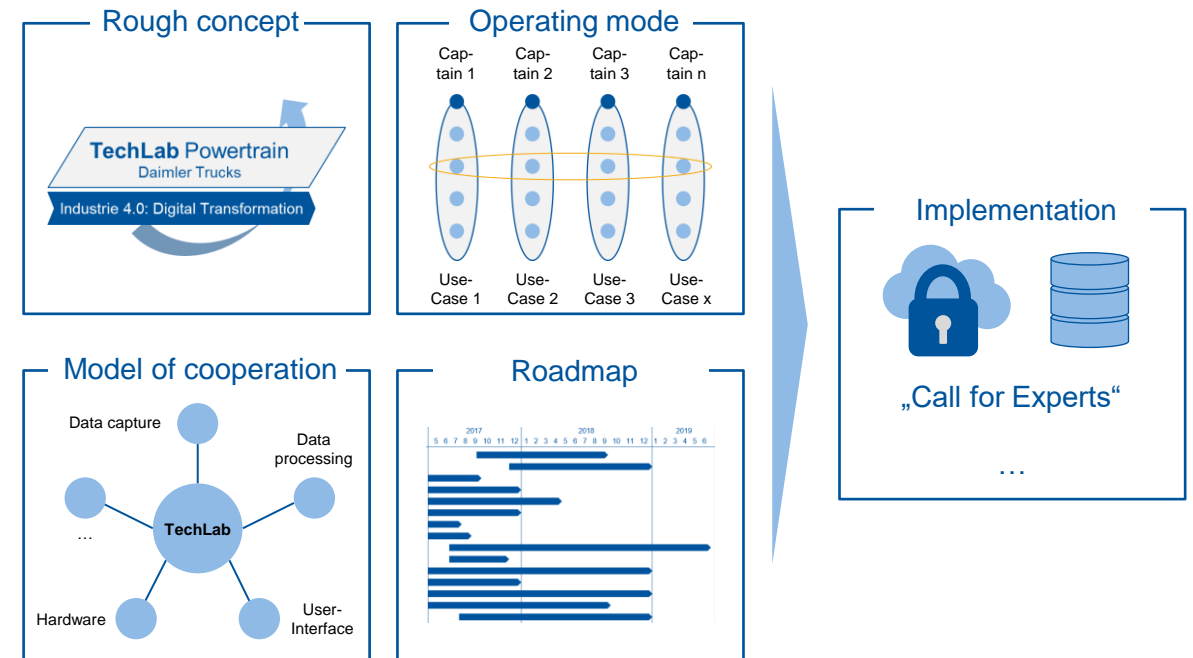 Rough concept
TechLab Powertrain
Daimler Trucks
Industrie 4.0: Digital Transformation
Operating mode
Cap-
tain 1
Cap-
tain 2
Cap-
tain 3
Cap-
tain n
Use-
Case 1
Use-
Case 2
Use-
Case 3
Use-
Case x
Model of cooperation
Data capture
Data
processing
…
TechLab
Hardware
User-
Interface
Roadmap
2017 2018 2019
5 6 7 8 9 10 11 12 1 2 3 4 5 6 7 8 9 10 11 12 1 2 3 4 5 6
Implementation
„Call for Experts“
…